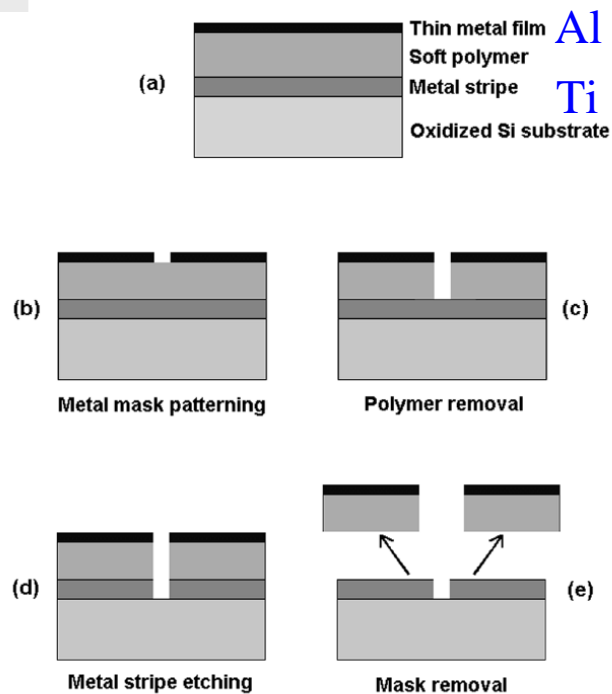 Thin metal film Al
Soft polymer
(a)
Metal stripe
Ti
Oxidized Si substrate
(b)
(c)
Metal mask patterning
Polymer removal
(d)
(e)
Metal stripe etching
Mask removal